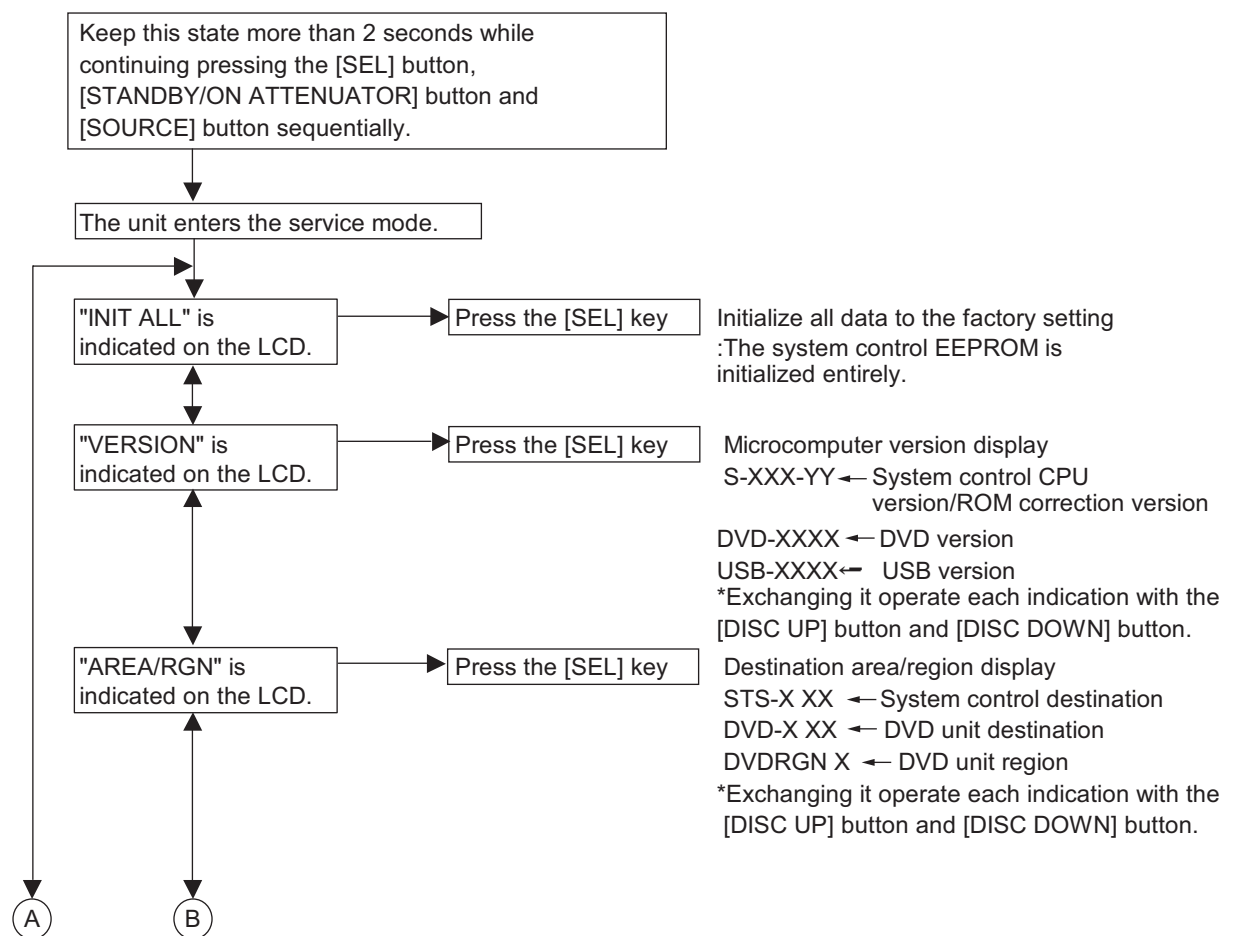 Keep this state more than 2 seconds while
continuing pressing the [SEL] button,
[STANDBY/ON ATTENUATOR] button and
[SOURCE] button sequentially.
The unit enters the service mode.
"INIT ALL" is
indicated on the LCD.
Press the [SEL] key
Initialize all data to the factory setting
:The system control EEPROM is
initialized entirely.
"VERSION" is
indicated on the LCD.
Press the [SEL] key
Microcomputer version display
S-XXX-YY System control CPU
version/ROM correction version
DVD-XXXX DVD version
USB-XXXX USB version
*Exchanging it operate each indication with the
[DISC UP] button and [DISC DOWN] button.
"AREA/RGN" is
indicated on the LCD.
Press the [SEL] key
Destination area/region display
STS-X XX System control destination
DVD-X XX DVD unit destination
DVDRGN X DVD unit region
*Exchanging it operate each indication with the
[DISC UP] button and [DISC DOWN] button.
A
B